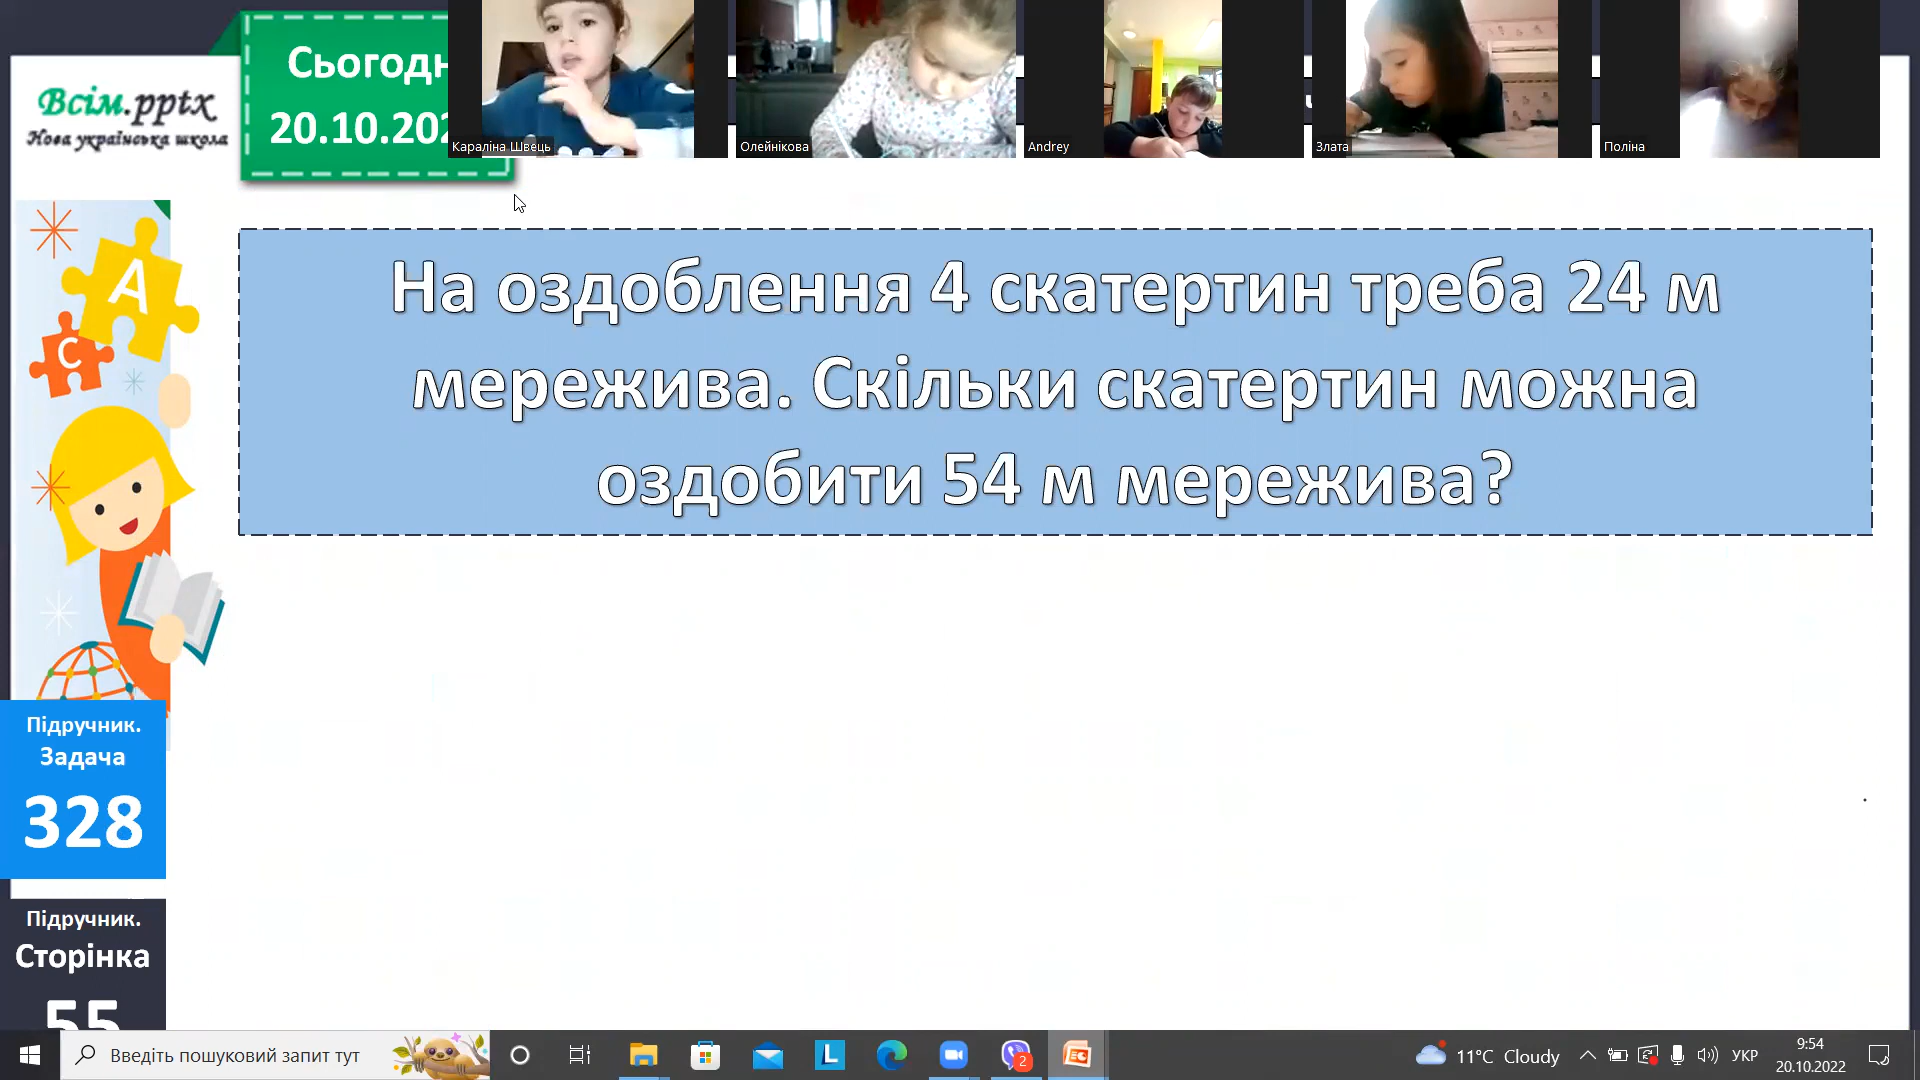 Всім.pptx
Нова українська школа
Сьогодн
20.10.202
Караліна Швець
Олейнікова
Andrey
Злата
Поліна
А
С
На оздоблення 4 скатертин треба 24 м
мережива. Скільки скатертин можна
оздобити 54 м мережива?
Підручник.
Задача
328
Підручник.
Сторінка
55
Введіть пошуковий запит тут
L
2
11°C Cloudy
УКР
9:54
20.10.2022